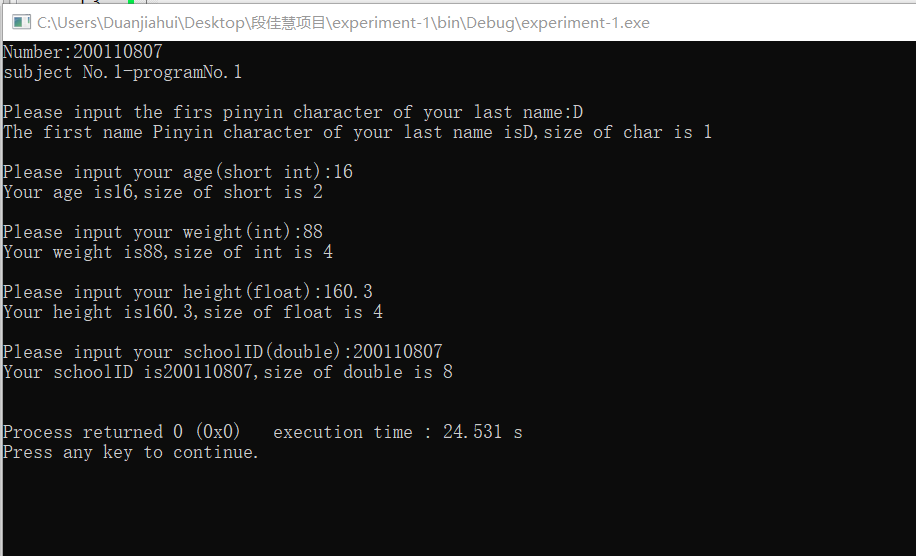 C:\Users\Duanjiahui\Desktop\段佳慧项目\experiment-1\bin\Debug\experiment-1.exe
Number:200110807
subject No.1-programNo.1
Please input the firs pinyin character of your last name:D
The first name Pinyin character of your last name isD,size of char is 1
Please input your age(short int):16
Your age is16,size of short is 2
Please input your weight(int):88
Your weight is88,size of int is 4
Please input your height(float):160.3
Your height is160.3,size of float is 4
Please input your schoolID(double):200110807
Your schoolID is200110807,size of double is 8
Process returned 0 (0x0)   execution time : 24.531 s
Press any key to continue.